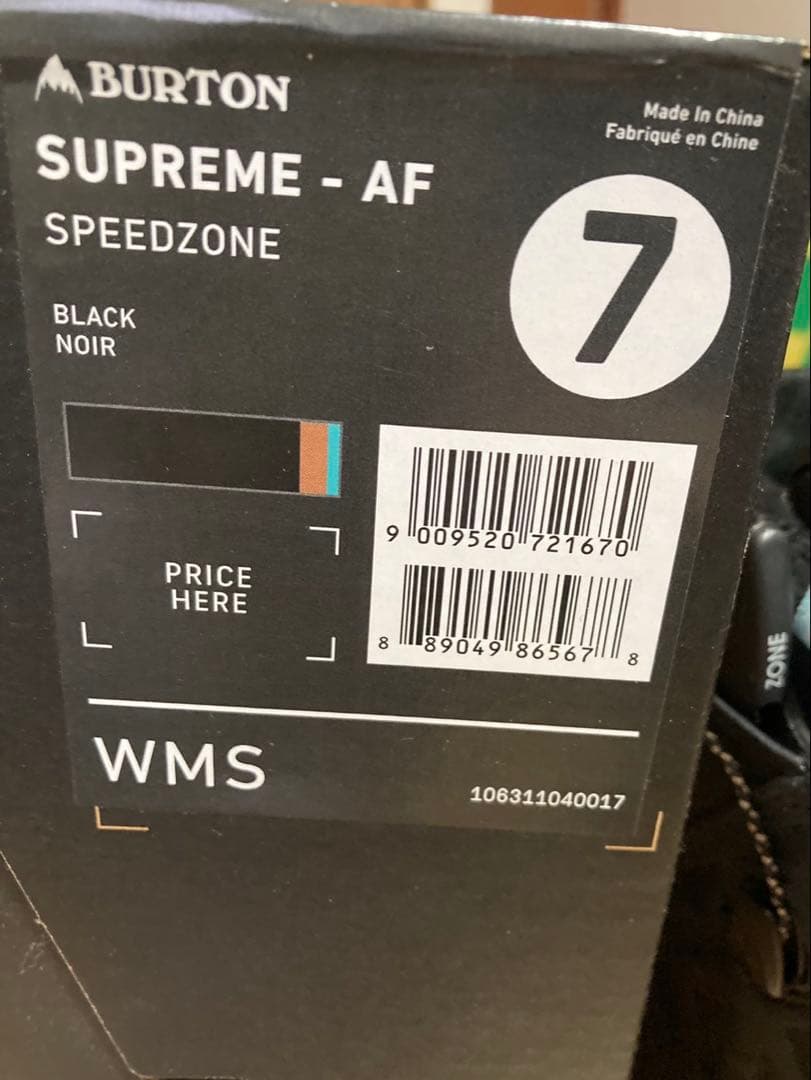 BURTON
Made In China
Fabriqué en Chine
SUPREME - AF
SPEEDZONE
7
BLACK
NOIR
9 009520 721670
PRICE
HERE
8 89049 86567 8
ZONE
WMS
106311040017